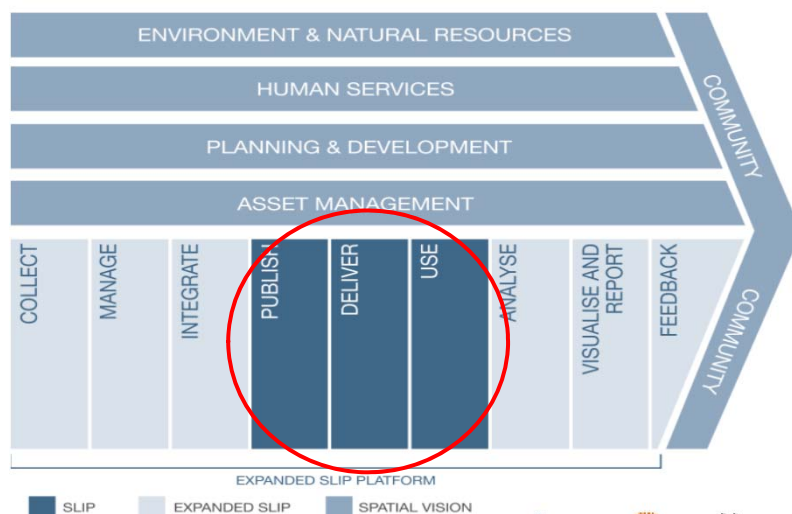 ENVIRONMENT & NATURAL RESOURCES
HUMAN SERVICES
PLANNING & DEVELOPMENT
ASSET MANAGEMENT
COMMUNITY
COMMUNITY
COLLECT
MANAGE
INTEGRATE
PUBLISH
DELIVER
USE
ANALYSE
VISUALISE AND
REPORT
FEEDBACK
EXPANDED SLIP PLATFORM
SLIP
EXPANDED SLIP
SPATIAL VISION